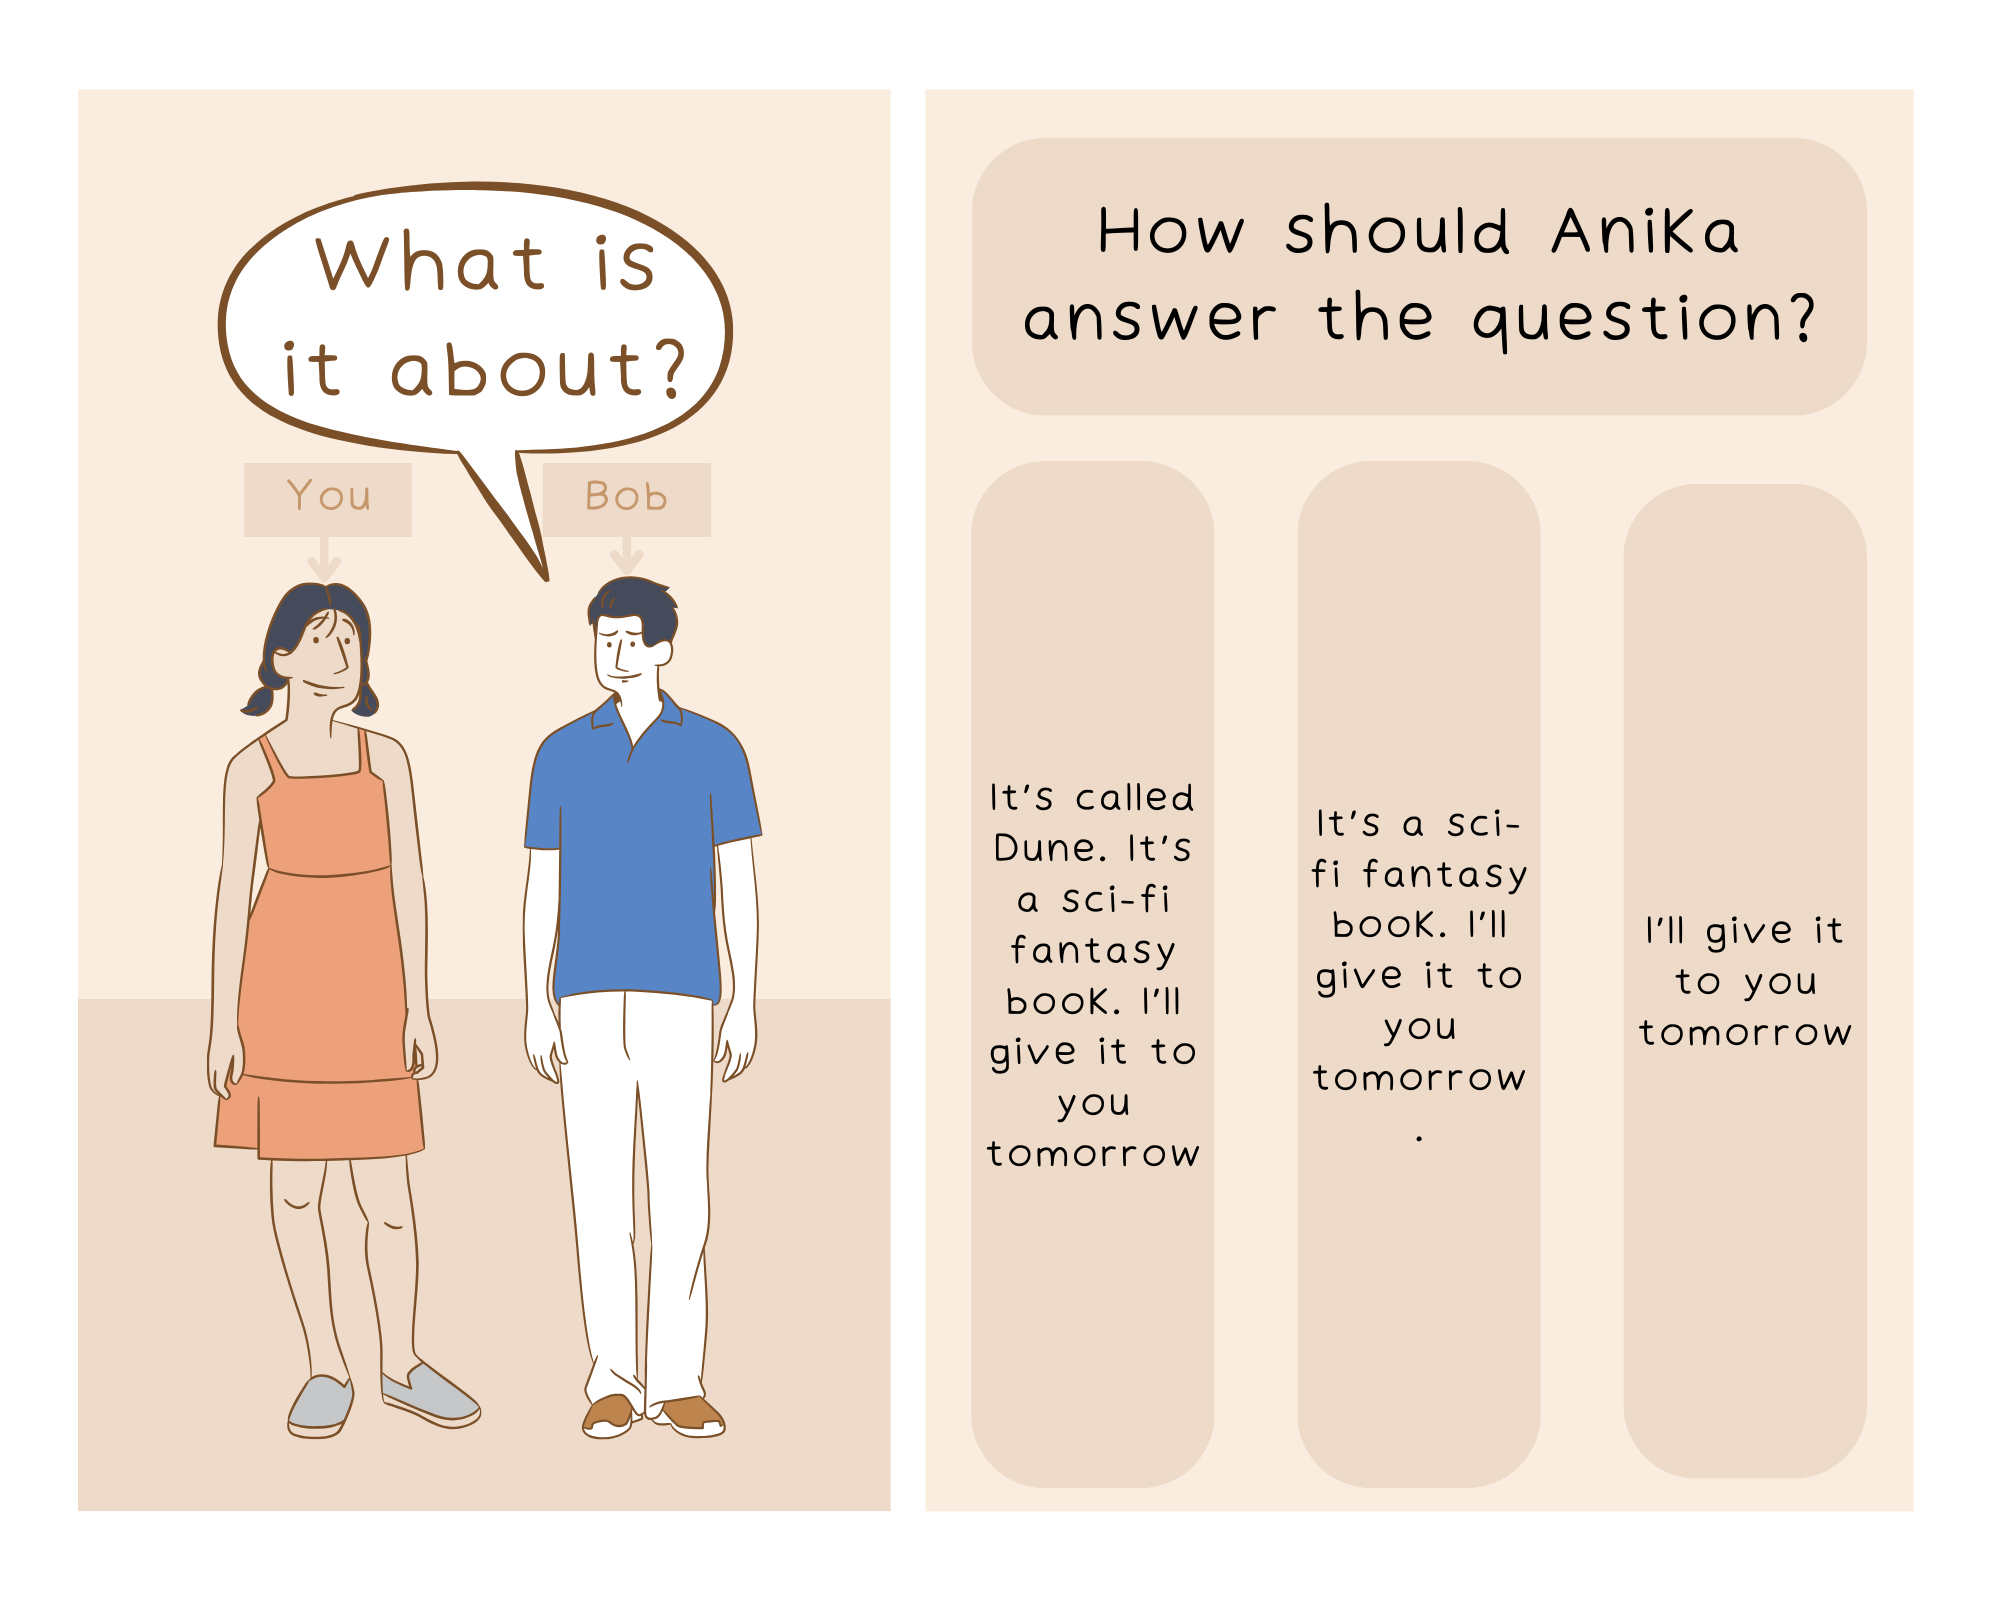 What is
it about?
You
Bob
How should Anika
answer the question?
It's called
Dune. It's
a sci-fi
fantasy
book. I'll
give it to
you
tomorrow
It's a sci-
fi fantasy
book. I'll
give it to
you
tomorrow
.
I'll give it
to you
tomorrow